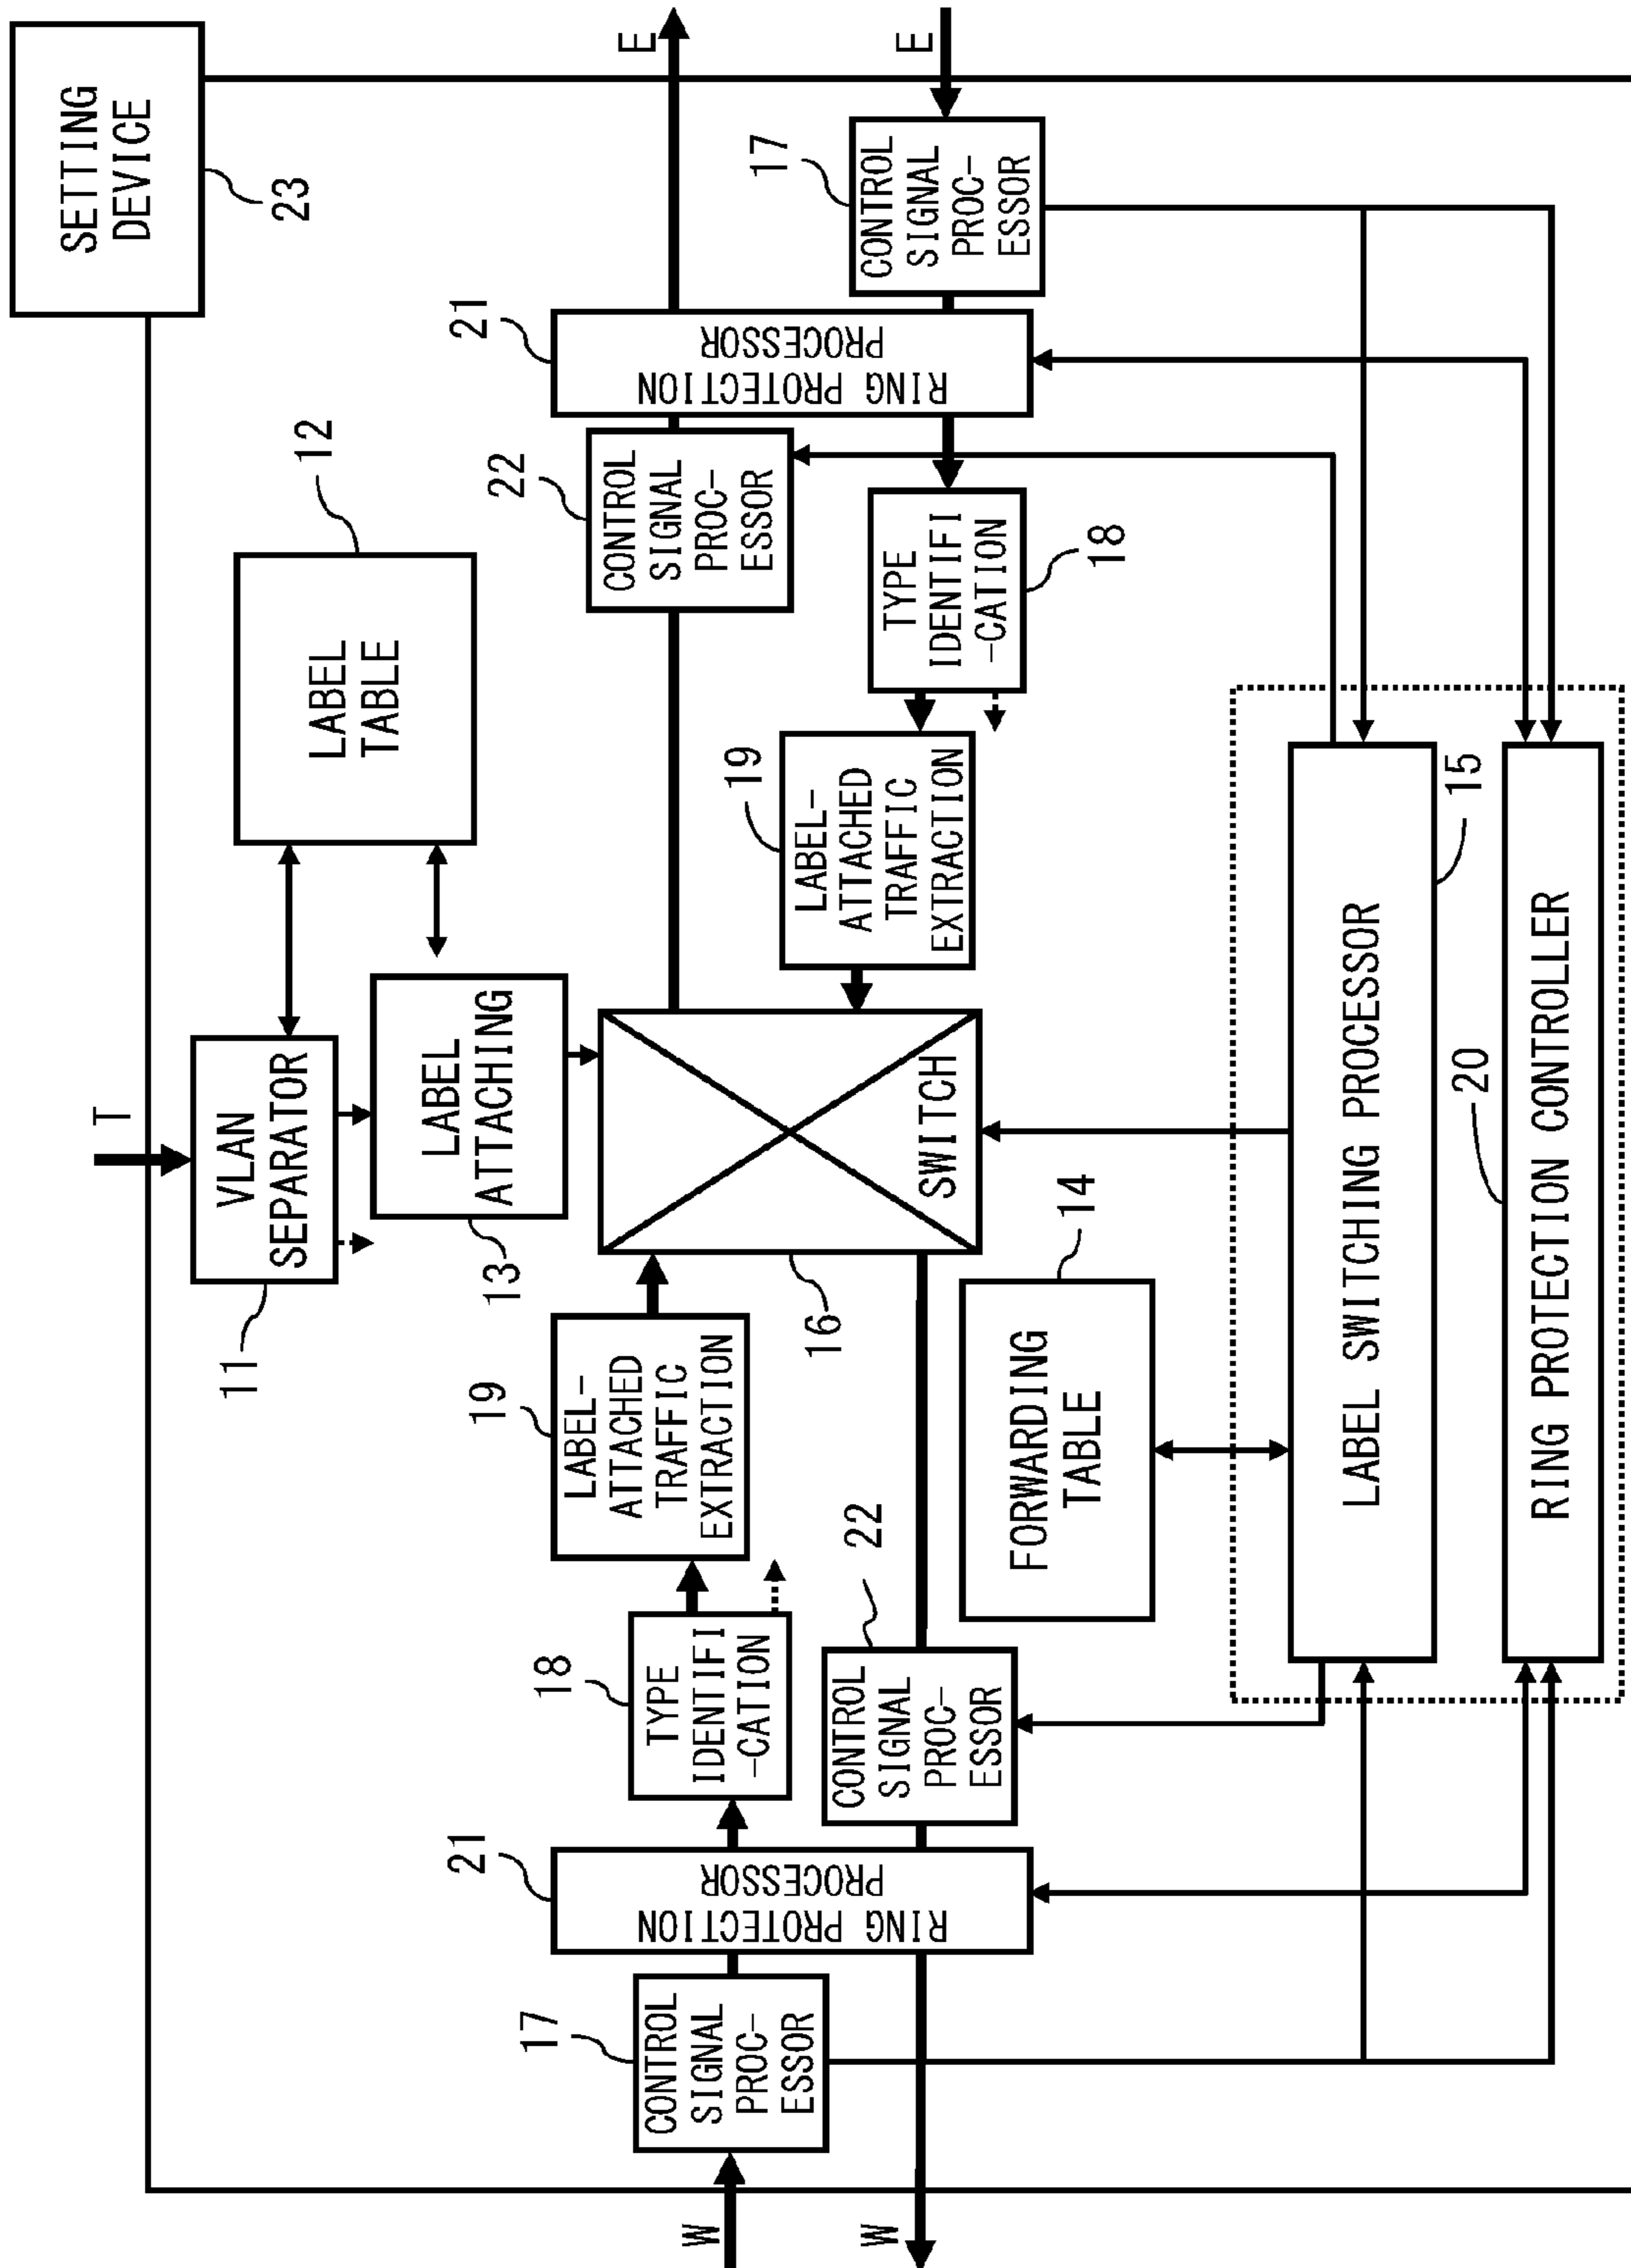 SETTING
DEVICE
23
T
E
E
VLAN
SEPARATOR
11
LABEL
TABLE
12
LABEL
ATTACHING
13
21
RING PROTECTION
PROCESSOR
17
CONTROL
SIGNAL
PROC-
ESSOR
22
CONTROL
SIGNAL
PROC-
ESSOR
TYPE
IDENTIFI
-CATION
18
19
LABEL-
ATTACHED
TRAFFIC
EXTRACTION
SWITCH
16
19
LABEL-
ATTACHED
TRAFFIC
EXTRACTION
18
TYPE
IDENTIFI
-CATION
21
RING PROTECTION
PROCESSOR
17
CONTROL
SIGNAL
PROC-
ESSOR
22
CONTROL
SIGNAL
PROC-
ESSOR
W
W
14
FORWARDING
TABLE
LABEL SWITCHING PROCESSOR
15
20
RING PROTECTION CONTROLLER